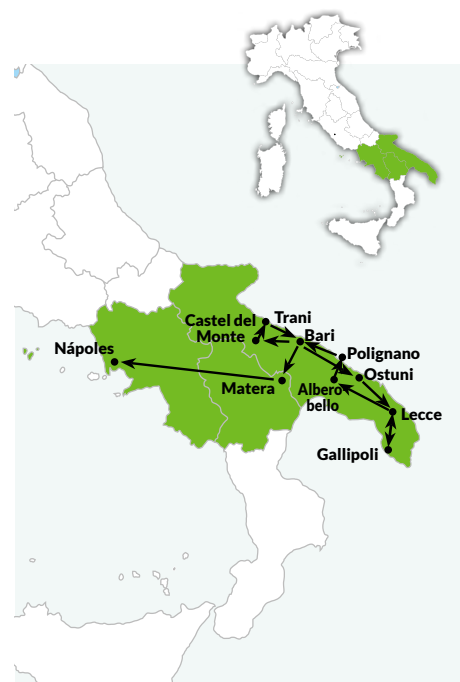 Trani
Castel del
Monte
Bari
Nápoles
Polignano
Ostuni
Matera
Albero
bello
Lecce
Gallipoli